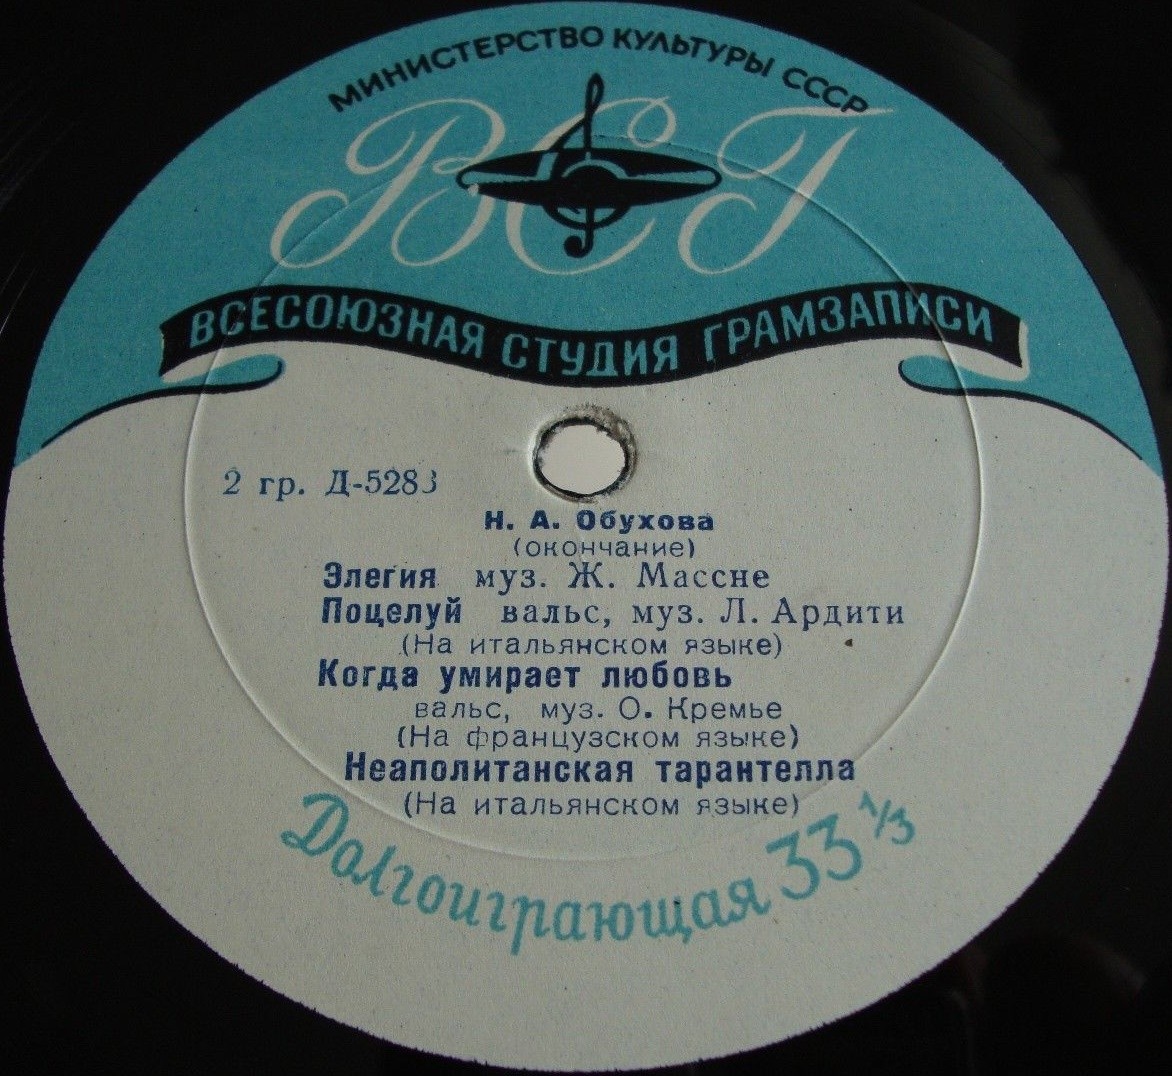 МИНИСТЕРСТВО КУЛЬТУРЫ СССР
ВСГ
ВСЕСОЮЗНАЯ СТУДИЯ ГРАМЗАПИСИ
2 гр. Д-5283
Н. А. Обухова
(окончание)
Элегия муз. Ж. Массне
Поцелуй вальс, муз. Л. Ардити
(На итальянском языке)
Когда умирает любовь
вальс, муз. О. Кремье
(На французском языке)
Неаполитанская тарантелла
(На итальянском языке)
Долгоиграющая 33 1/3